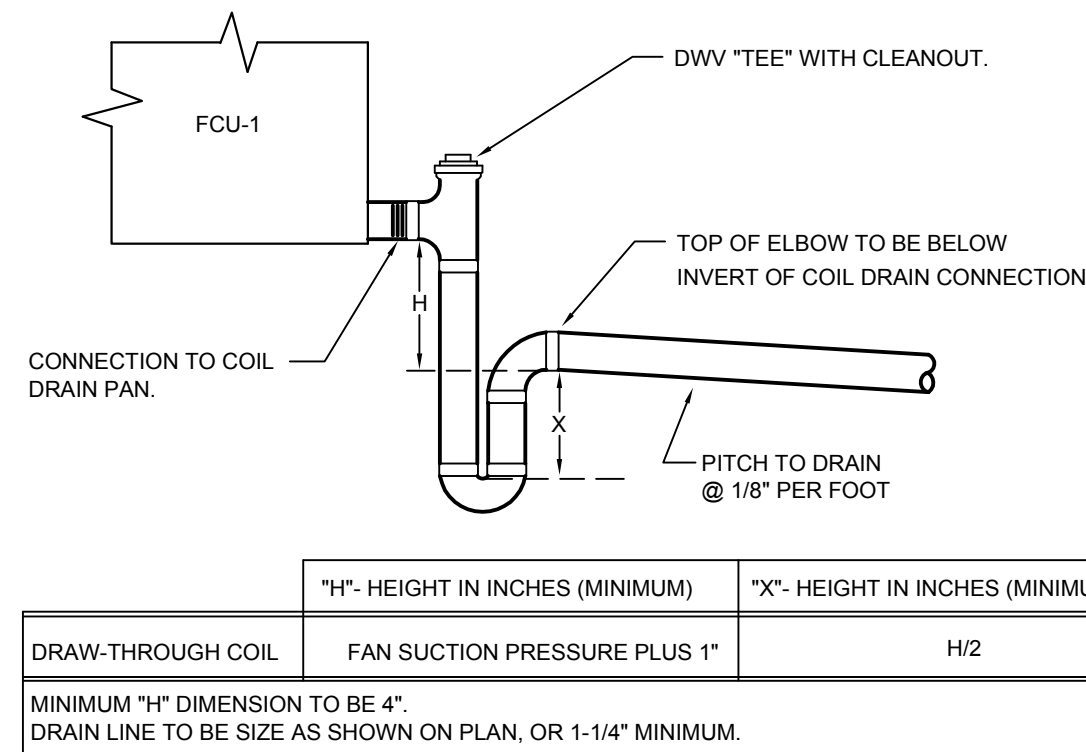 DWV "TEE" WITH CLEANOUT.
FCU-1
TOP OF ELBOW TO BE BELOW
INVERT OF COIL DRAIN CONNECTION
H
CONNECTION TO COIL
DRAIN PAN.
X
PITCH TO DRAIN
@ 1/8" PER FOOT
"H"- HEIGHT IN INCHES (MINIMUM)
"X"- HEIGHT IN INCHES
DRAW-THROUGH COIL
FAN SUCTION PRESSURE PLUS 1"
H/2
MINIMUM "H" DIMENSION TO BE 4".
DRAIN LINE TO BE SIZE AS SHOWN ON PLAN, OR 1-1/4" MINIMUM.